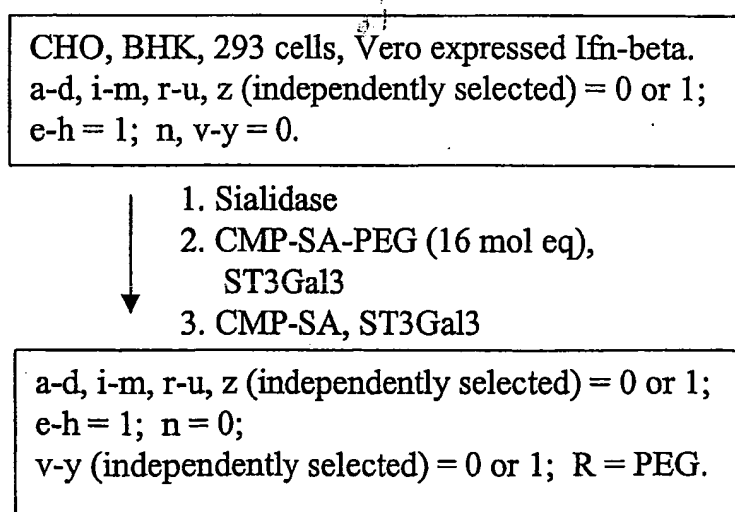 CHO, BHK, 293 cells, Vero expressed Ifn-beta.
a-d, i-m, r-u, z (independently selected) = 0 or 1;
e-h = 1; n, v-y = 0.
1. Sialidase
2. CMP-SA-PEG (16 mol eq),
ST3Gal3
3. CMP-SA, ST3Gal3
a-d, i-m, r-u, z (independently selected) = 0 or 1;
e-h = 1; n = 0;
v-y (independently selected) = 0 or 1; R = PEG.